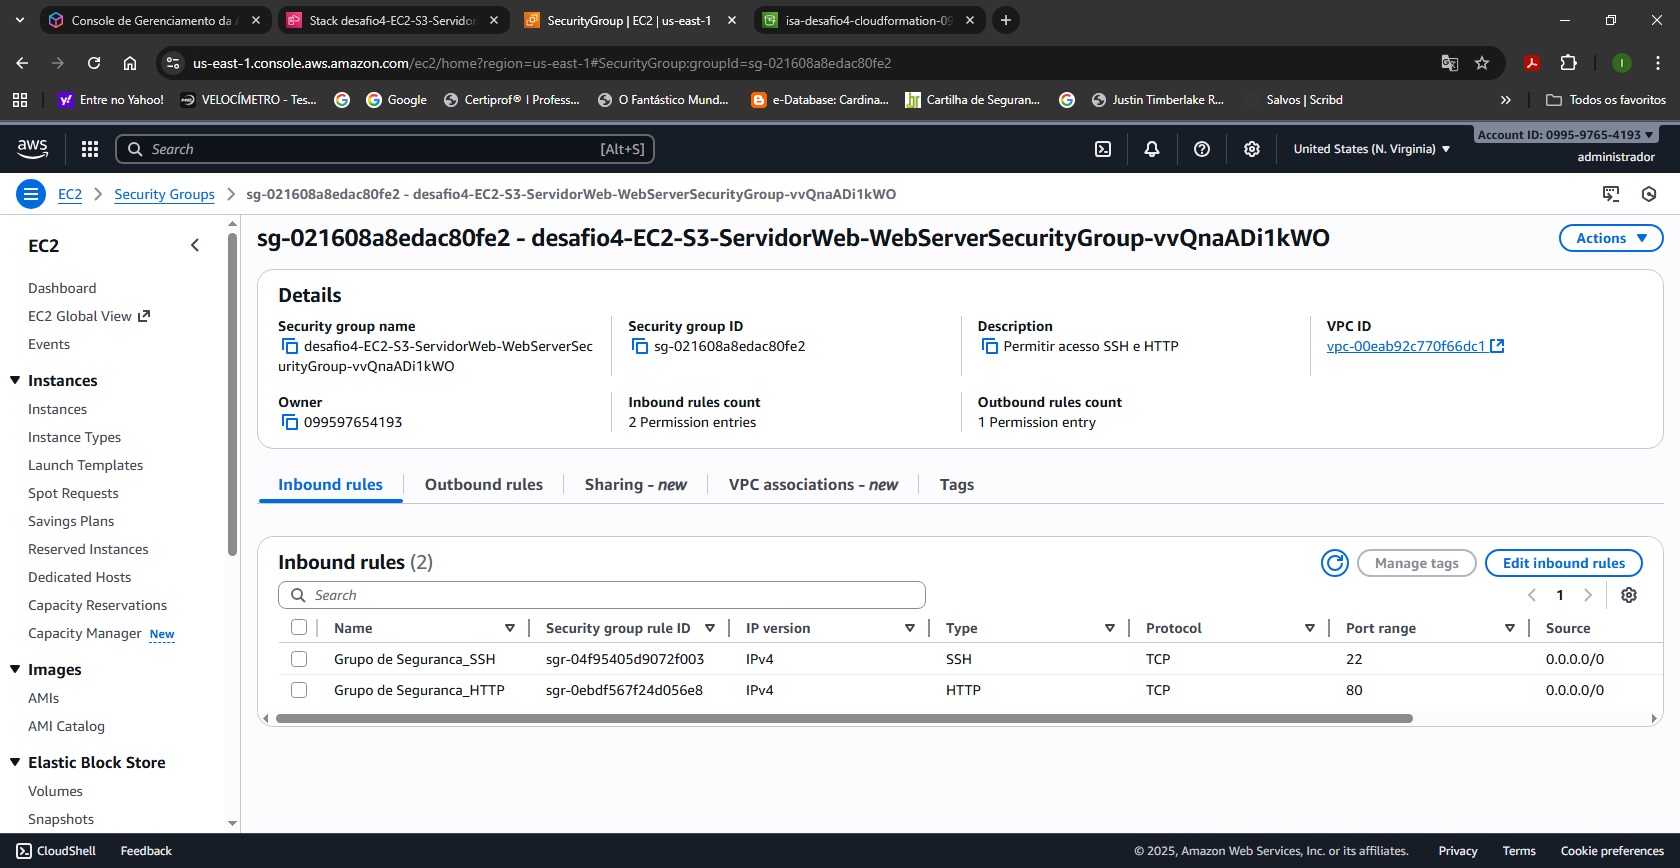 Console de Gerenciamento da A
Stack desafio4-EC2-S3-Servidor
SecurityGroup | EC2 | us-east-1
isa-desafio4-cloudformation-09
us-east-1.console.aws.amazon.com/ec2/home?region=us-east-1#SecurityGroup:groupId=sg-021608a8edac80fe2
I
Entre no Yahoo!
VELOCÍMETRO - Tes...
Google
Certiprof® I Profess...
O Fantástico Mund...
e-Database: Cardina...
Cartilha de Seguran...
Justin Timberlake R...
Salvos | Scribd
Todos os favoritos
aws
Search
[Alt+S]
United States (N. Virginia)
Account ID: 0995-9765-4193
administrador
EC2
Security Groups
sg-021608a8edac80fe2 - desafio4-EC2-S3-ServidorWeb-WebServerSecurityGroup-vvQnaADi1kWO
EC2
Dashboard
EC2 Global View
Events
Instances
Instances
Instance Types
Launch Templates
Spot Requests
Savings Plans
Reserved Instances
Dedicated Hosts
Capacity Reservations
Capacity Manager New
Images
AMIs
AMI Catalog
Elastic Block Store
Volumes
Snapshots
sg-021608a8edac80fe2 - desafio4-EC2-S3-ServidorWeb-WebServerSecurityGroup-vvQnaADi1kWO
Actions
Details
Security group name
desafio4-EC2-S3-ServidorWeb-WebServerSec
urityGroup-vvQnaADi1kWO
Security group ID
sg-021608a8edac80fe2
Description
Permitir acesso SSH e HTTP
VPC ID
vpc-00eab92c770f66dc1
Owner
099597654193
Inbound rules count
2 Permission entries
Outbound rules count
1 Permission entry
Inbound rules
Outbound rules
Sharing - new
VPC associations - new
Tags
Inbound rules (2)
Manage tags
Edit inbound rules
Search
1
Name Security group rule ID IP version Type Protocol Port range Source
Grupo de Seguranca_SSH sgr-04f95405d9072f003 IPv4 SSH TCP 22 0.0.0.0/0
Grupo de Seguranca_HTTP sgr-0ebdf567f24d056e8 IPv4 HTTP TCP 80 0.0.0.0/0
CloudShell
Feedback
© 2025, Amazon Web Services, Inc. or its affiliates.
Privacy
Terms
Cookie preferences